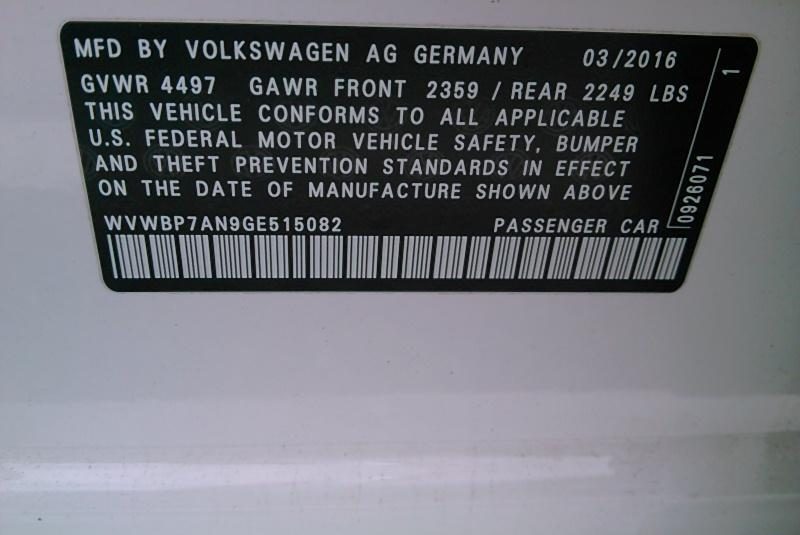 MFD BY VOLKSWAGEN AG GERMANY 03/2016
GVWR 4497 GAWR FRONT 2359 / REAR 2249 LBS
THIS VEHICLE CONFORMS TO ALL APPLICABLE
U.S. FEDERAL MOTOR VEHICLE SAFETY, BUMPER
AND THEFT PREVENTION STANDARDS IN EFFECT
ON THE DATE OF MANUFACTURE SHOWN ABOVE
WVWBP7AN9GE515082 PASSENGER CAR
0926071 1